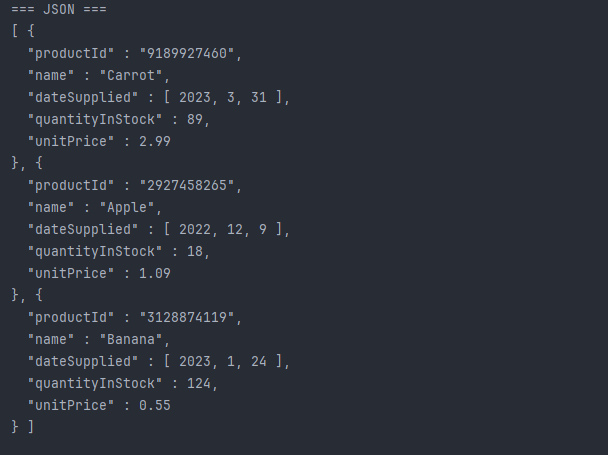 === JSON ===
[ {
  "productId" : "9189927460",
  "name" : "Carrot",
  "dateSupplied" : [ 2023, 3, 31 ],
  "quantityInStock" : 89,
  "unitPrice" : 2.99
}, {
  "productId" : "2927458265",
  "name" : "Apple",
  "dateSupplied" : [ 2022, 12, 9 ],
  "quantityInStock" : 18,
  "unitPrice" : 1.09
}, {
  "productId" : "3128874119",
  "name" : "Banana",
  "dateSupplied" : [ 2023, 1, 24 ],
  "quantityInStock" : 124,
  "unitPrice" : 0.55
} ]